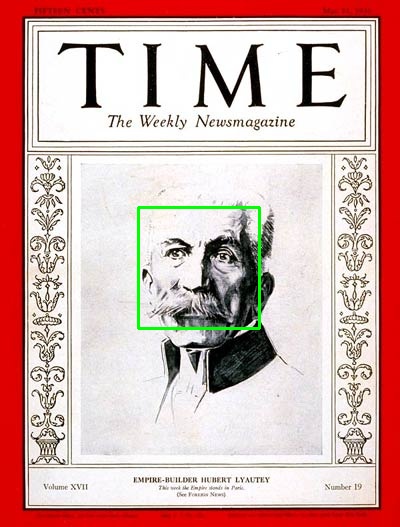 FIFTEEN CENTS
TIME
The Weekly Newsmagazine
EMPIRE-BUILDER HUBERT LYAUTEY
This week the Empire stands in Paris.
(See FOREIGN NEWS)
Volume XVII
Number 19